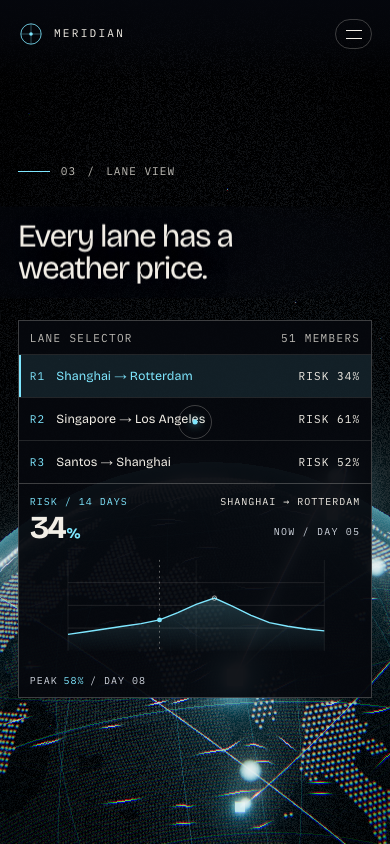 MERIDIAN
03 / LANE VIEW
Every lane has a
weather price.
LANE SELECTOR 51 MEMBERS
R1 Shanghai → Rotterdam RISK 34%
R2 Singapore → Los Angeles RISK 61%
R3 Santos → Shanghai RISK 52%
RISK / 14 DAYS SHANGHAI → ROTTERDAM
34% NOW / DAY 05
PEAK 58% / DAY 08